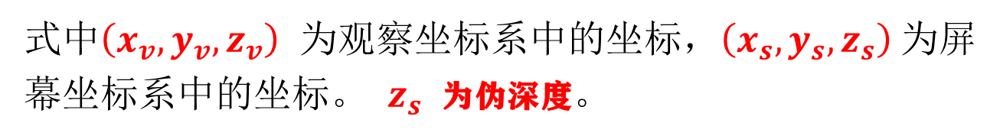 式中(𝒙𝒗, 𝒚𝒗, 𝒛𝒗) 为观察坐标系中的坐标，(𝒙𝒔, 𝒚𝒔, 𝒛𝒔) 为屏
幕坐标系中的坐标。 𝒛𝒔 为伪深度。